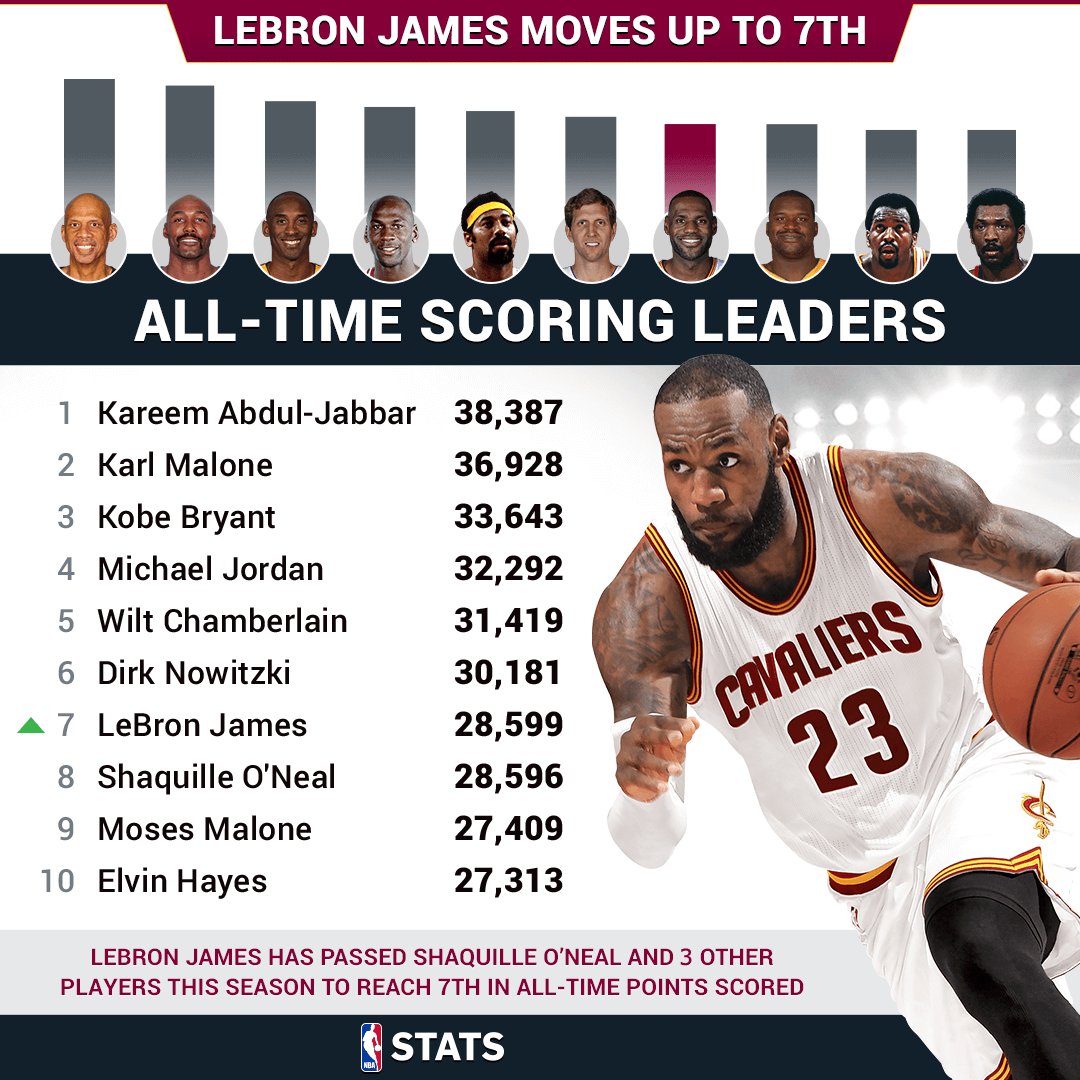 LEBRON JAMES MOVES UP TO 7TH
ALL-TIME SCORING LEADERS
1 Kareem Abdul-Jabbar 38,387
2 Karl Malone 36,928
3 Kobe Bryant 33,643
4 Michael Jordan 32,292
5 Wilt Chamberlain 31,419
6 Dirk Nowitzki 30,181
7 LeBron James 28,599
8 Shaquille O'Neal 28,596
9 Moses Malone 27,409
10 Elvin Hayes 27,313
CAVALIERS
23
LEBRON JAMES HAS PASSED SHAQUILLE O'NEAL AND 3 OTHER
PLAYERS THIS SEASON TO REACH 7TH IN ALL-TIME POINTS SCORED
NBA STATS